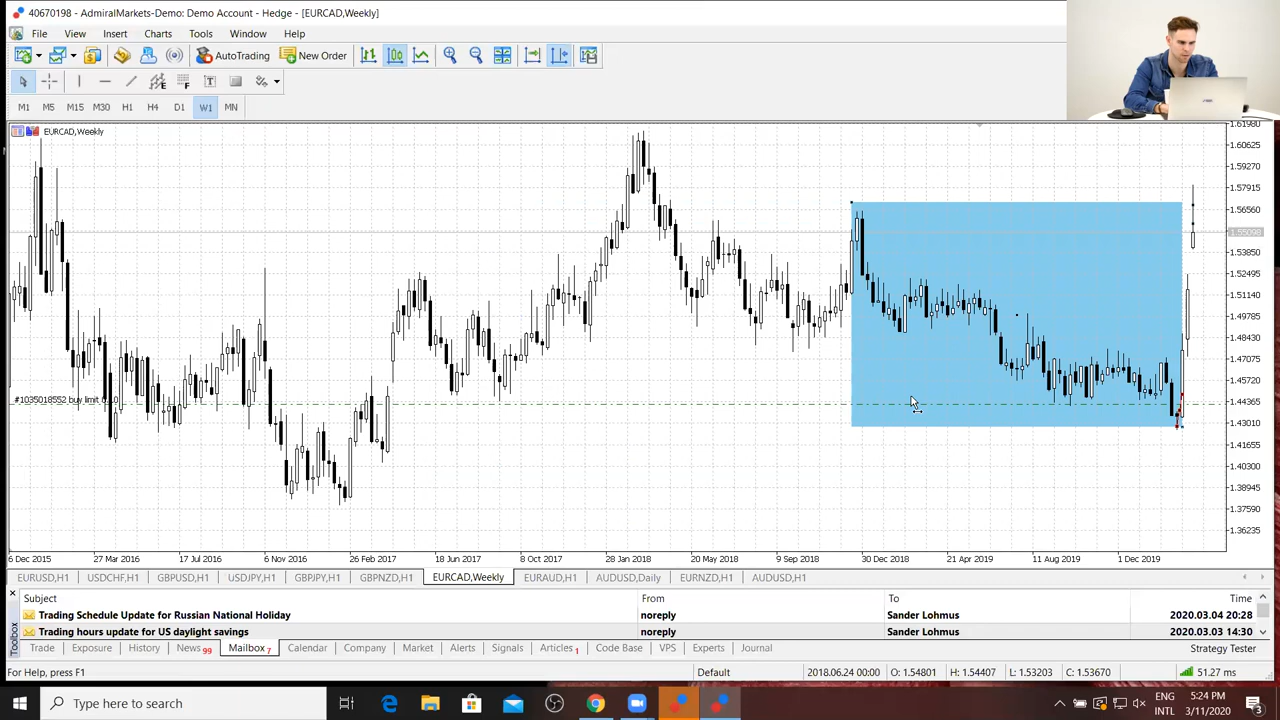 40670198 - AdmiralMarkets-Demo: Demo Account - Hedge - [EURCAD,Weekly]
File View Insert Charts Tools Window Help
AutoTrading New Order
M1 M5 M15 M30 H1 H4 D1 W1 MN
EURCAD,Weekly
1.61980
1.60625
1.59270
1.57915
1.56560
1.55098
1.53850
1.52495
1.51140
1.49785
1.48430
1.47075
1.45720
1.44365
1.43010
1.41655
1.40300
1.38945
1.37590
1.36235
#1035018552 buy limit
6 Dec 2015 27 Mar 2016 17 Jul 2016 6 Nov 2016 26 Feb 2017 18 Jun 2017 8 Oct 2017 28 Jan 2018 20 May 2018 9 Sep 2018 30 Dec 2018 21 Apr 2019 11 Aug 2019 1 Dec 2019
EURUSD,H1 USDCHF,H1 GBPUSD,H1 USDJPY,H1 GBPJPY,H1 GBPNZD,H1 EURCAD,Weekly EURAUD,H1 AUDUSD,Daily EURNZD,H1 AUDUSD,H1
Subject From To Time
Trading Schedule Update for Russian National Holiday noreply Sander Lohmus 2020.03.04 20:28
Trading hours update for US daylight savings noreply Sander Lohmus 2020.03.03 14:30
Toolbox
Trade Exposure History News 99 Mailbox 7 Calendar Company Market Alerts Signals Articles 1 Code Base VPS Experts Journal Strategy Tester
For Help, press F1 Default 2018.06.24 00:00 O: 1.54801 H: 1.54407 L: 1.53203 C: 1.53670 51.27 ms
Type here to search
ENG 5:24 PM
INTL 3/11/2020
3